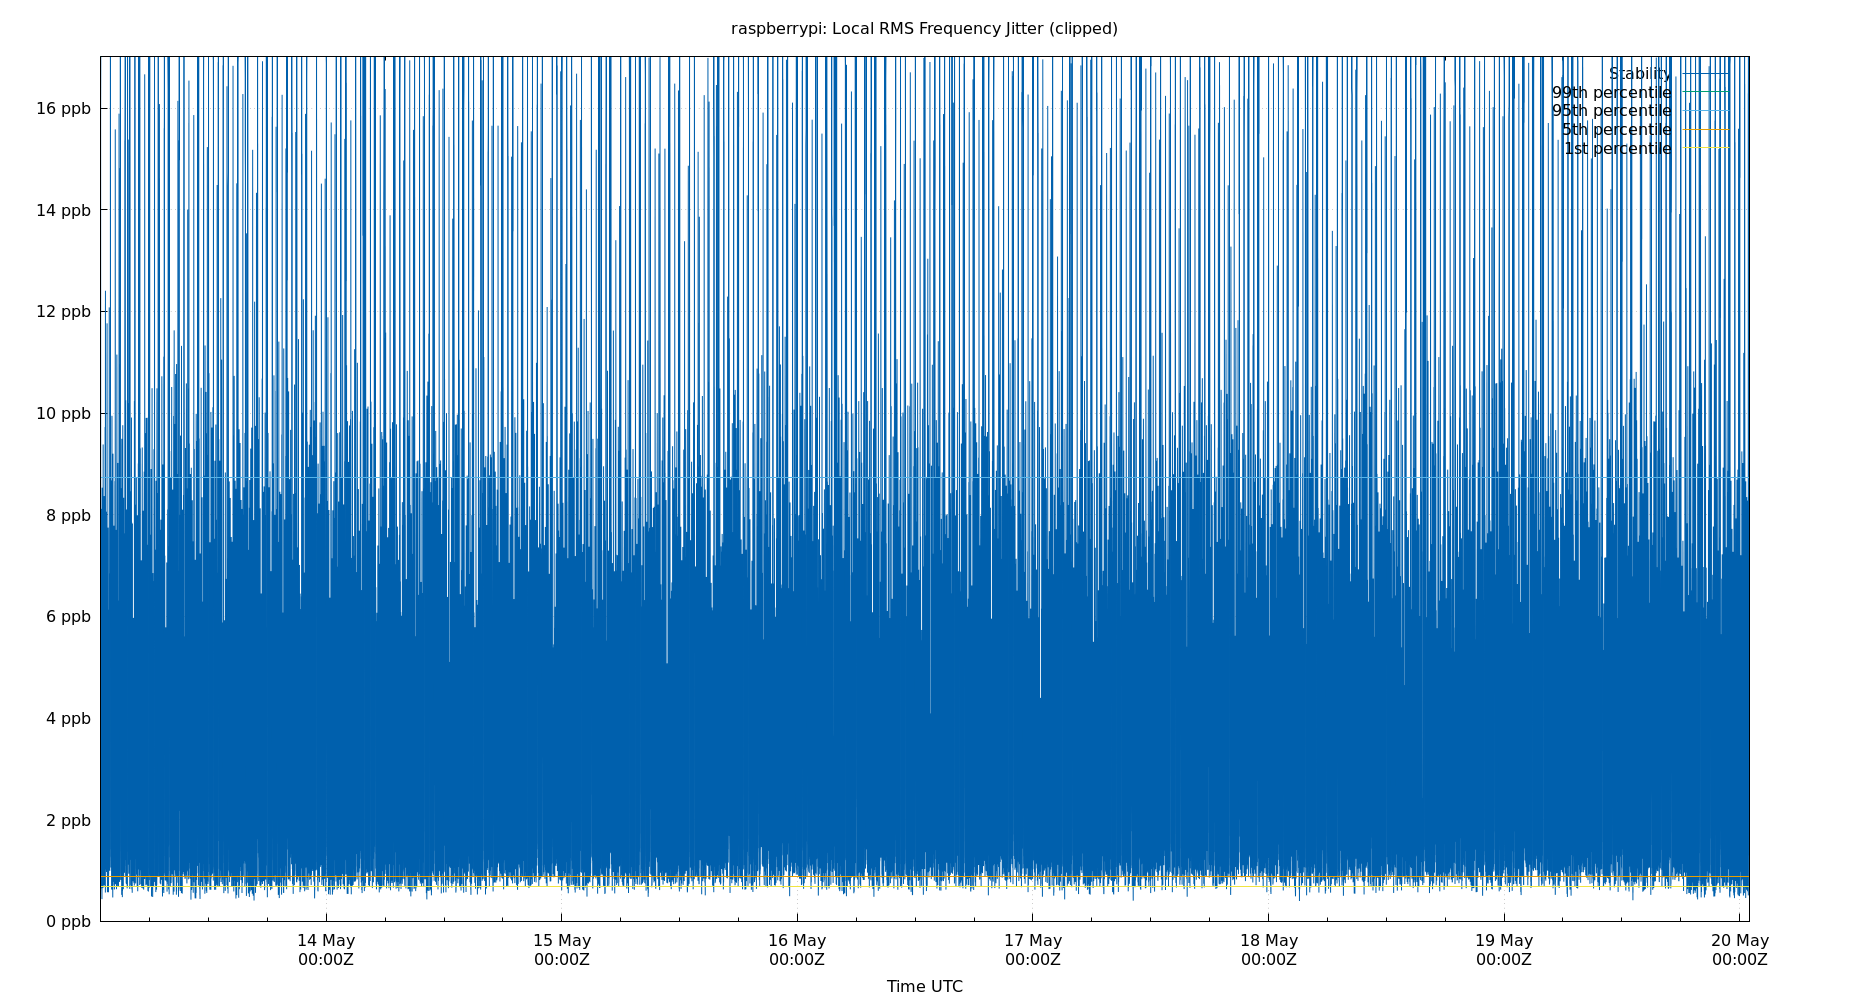 raspberrypi: Local RMS Frequency Jitter (clipped)
Stability
99th percentile
95th percentile
5th percentile
1st percentile
16 ppb
14 ppb
12 ppb
10 ppb
8 ppb
6 ppb
4 ppb
2 ppb
0 ppb
14 May
00:00Z
15 May
00:00Z
16 May
00:00Z
17 May
00:00Z
18 May
00:00Z
19 May
00:00Z
20 May
00:00Z
Time UTC